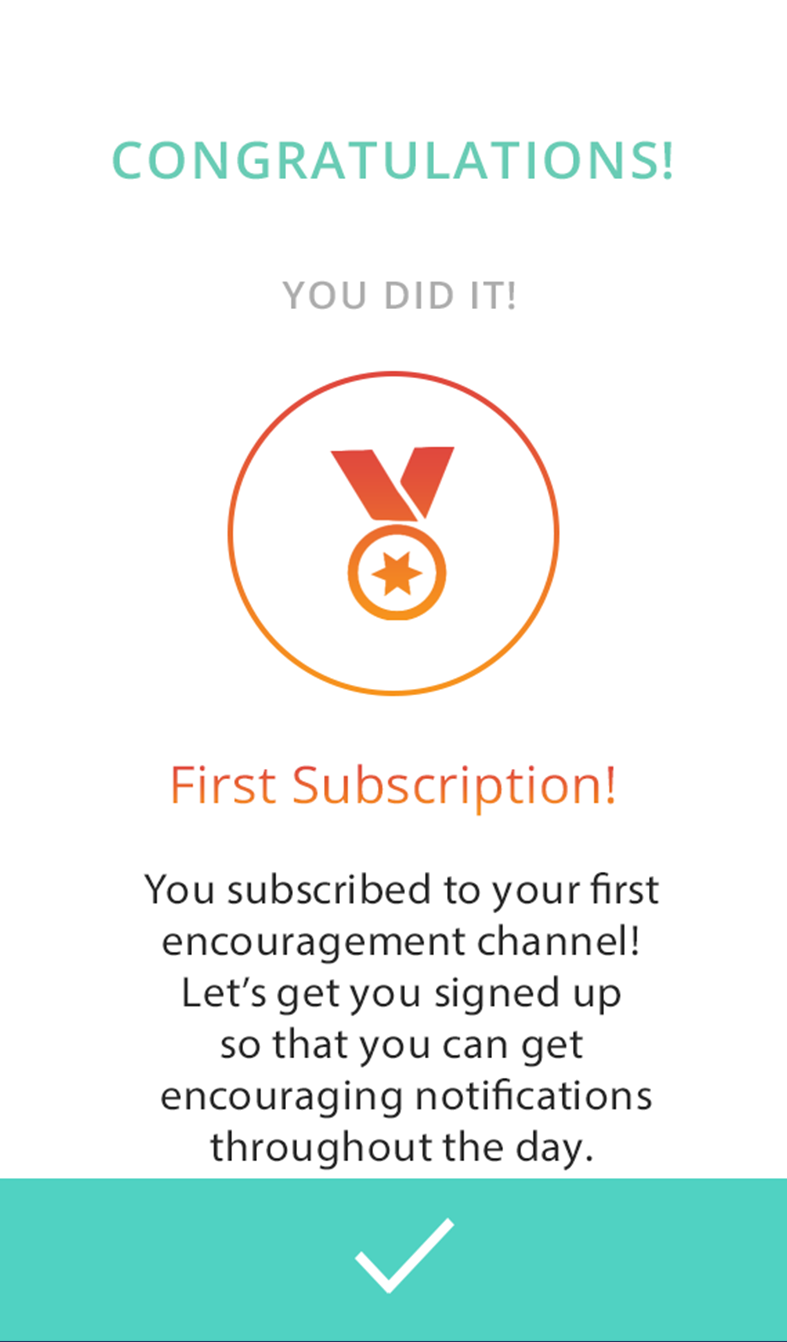 CONGRATULATIONS!
YOU DID IT!
First Subscription!
You subscribed to your first
encouragement channel!
Let’s get you signed up
so that you can get
encouraging notifications
throughout the day.